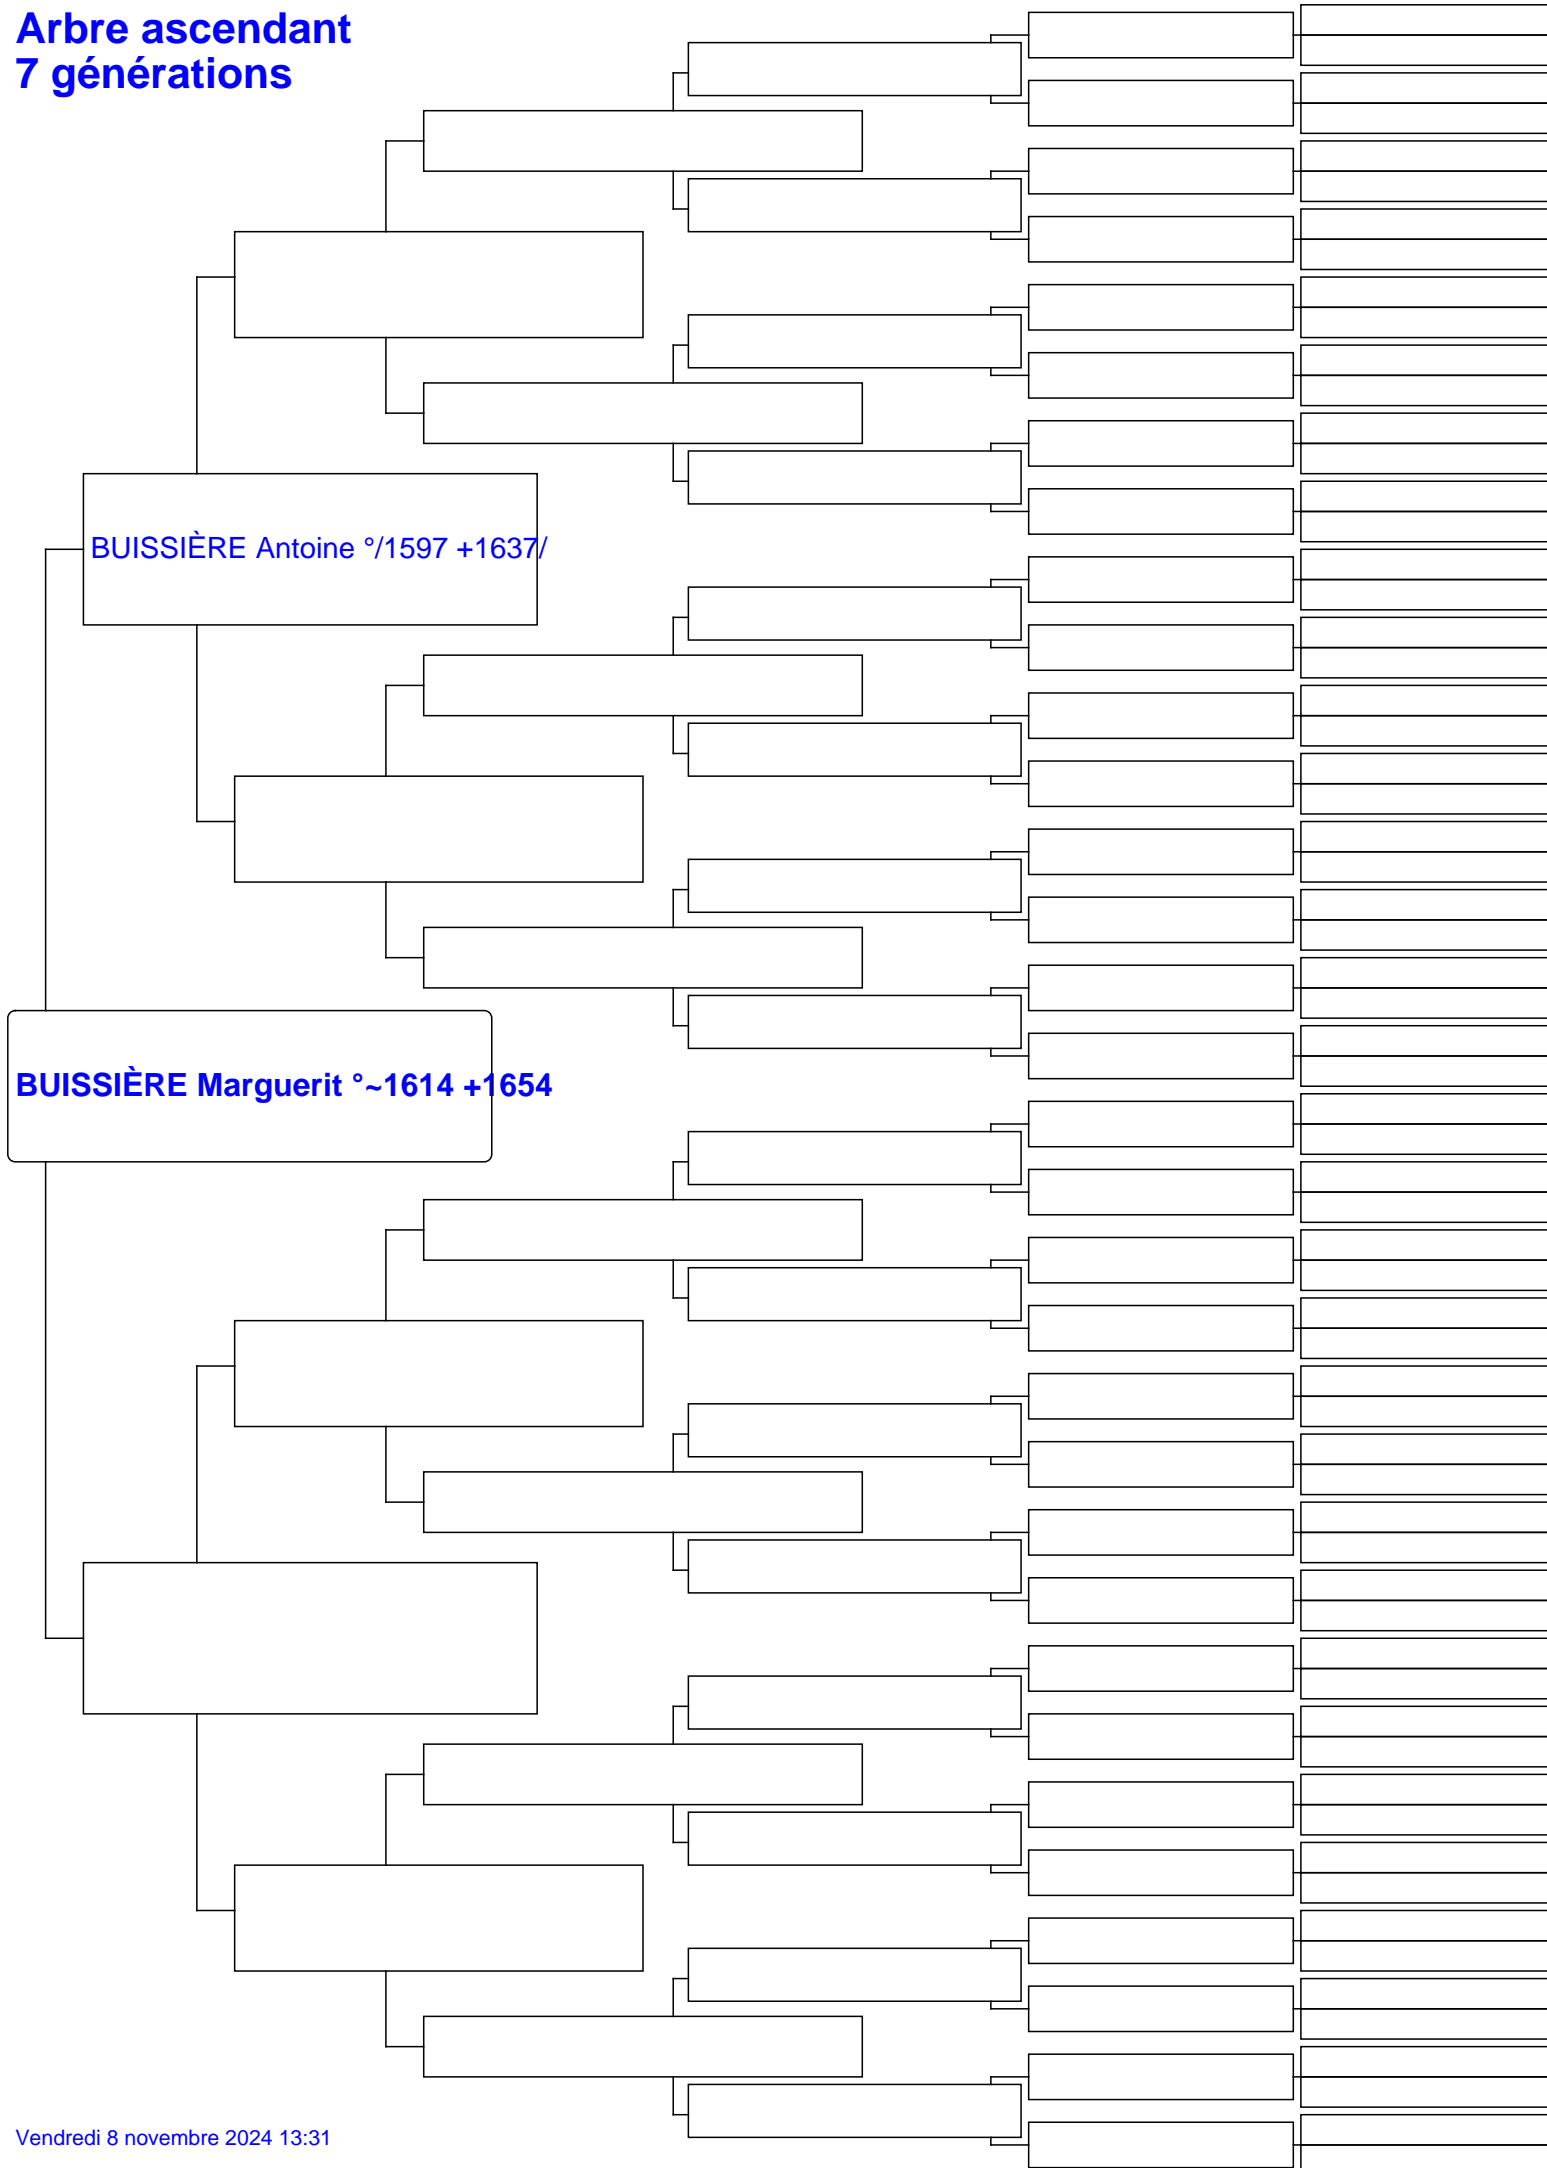 Arbre ascendant
7 générations
BUISSIÈRE Antoine °/1597 +1637/
BUISSIÈRE Marguerit °~1614 +1654
Vendredi 8 novembre 2024 13:31